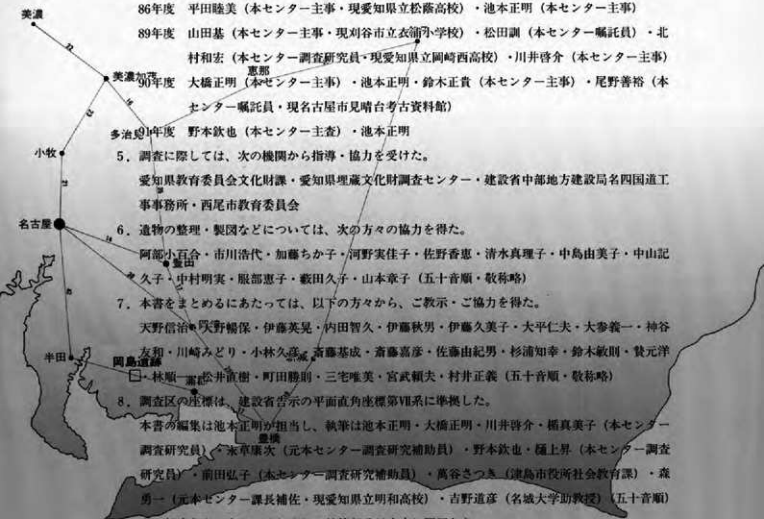 86年度 平田睦美（本センター主事・現愛知県立松蔭高校）・池本正明（本センター主事）
89年度 山田基（本センター主事・現刈谷市立衣浦小学校）・松田訓（本センター嘱託員）・北
村和宏（本センター調査研究員・現愛知県立岡崎西高校）・川井啓介（本センター主事）
90年度 大橋正明（本センター主事）・池本正明・鈴木正貴（本センター主事）・尾野善裕（本
センター嘱託員・現名古屋市見晴台考古資料館）
91年度 野本欽也（本センター主査）・池本正明
5．調査に際しては、次の機関から指導・協力を受けた。
愛知県教育委員会文化財課・愛知県埋蔵文化財調査センター・建設省中部地方建設局名四国道工
事事務所・西尾市教育委員会
6．遺物の整理・製図などについては、次の方々の協力を得た。
阿部小百合・市川浩代・加藤ちか子・河野実佳子・佐野香恵・清水真理子・中島由美子・中山記
久子・中村明実・服部恵子・藪田久子・山本章子（五十音順・敬称略）
7．本書をまとめるにあたっては、以下の方々から、ご教示・ご協力を得た。
天野信治・天野暢保・伊藤英晃・内田智久・伊藤秋男・伊藤久美子・大平仁夫・大参義一・神谷
友和・川崎みどり・小林久彦・斎藤基成・斎藤嘉彦・佐藤由紀男・杉浦知幸・鈴木敏則・贄元洋
林順一・松井直樹・町田勝則・三宅唯美・宮武頼夫・村井正義（五十音順・敬称略）
8．調査区の座標は、建設省告示の平面直角座標第Ⅶ系に準拠した。
本書の編集は池本正明が担当し、執筆は池本正明・大橋正明・川井啓介・楯真美子（本センター
調査研究員）・永草康次（元本センター調査研究補助員）・野本欽也・樋上昇（本センター調査
研究員）・前田弘子（本センター調査研究補助員）・萬谷さつき（津島市役所社会教育課）・森
勇一（元本センター課長補佐・現愛知県立明和高校）・吉野道彦（名城大学助教授）（五十音順）
美濃
美濃加茂
恵那
多治見
小牧
名古屋
豊田
半田
岡島遺跡
豊橋